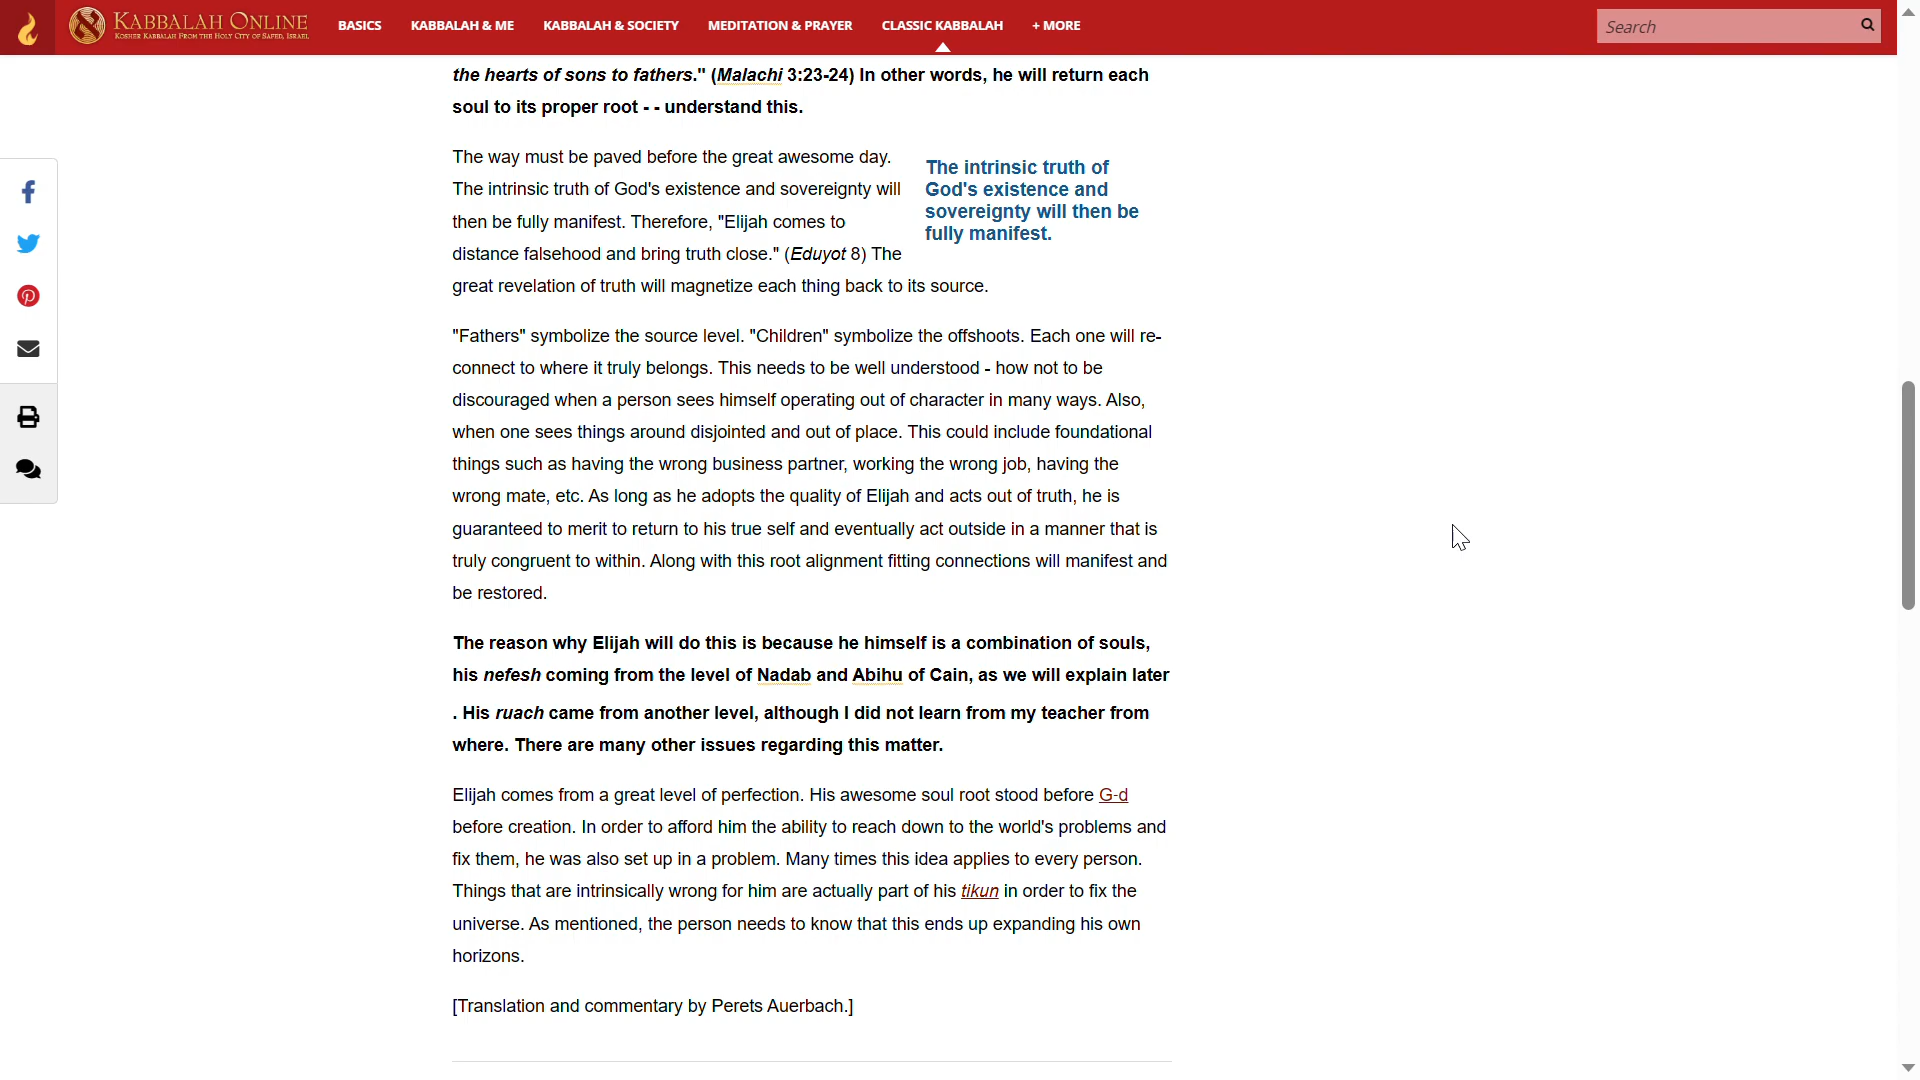 KABBALAH ONLINE
KOSHER KABBALAH FROM THE HOLY CITY OF SAFED, ISRAEL
BASICS
KABBALAH & ME
KABBALAH & SOCIETY
MEDITATION & PRAYER
CLASSIC KABBALAH
+ MORE
Search
the hearts of sons to fathers." (Malachi 3:23-24) In other words, he will return each
soul to its proper root - - understand this.
The way must be paved before the great awesome day.
The intrinsic truth of God's existence and sovereignty will
then be fully manifest. Therefore, "Elijah comes to
distance falsehood and bring truth close." (Eduyot 8) The
great revelation of truth will magnetize each thing back to its source.
The intrinsic truth of
God's existence and
sovereignty will then be
fully manifest.
"Fathers" symbolize the source level. "Children" symbolize the offshoots. Each one will re-
connect to where it truly belongs. This needs to be well understood - how not to be
discouraged when a person sees himself operating out of character in many ways. Also,
when one sees things around disjointed and out of place. This could include foundational
things such as having the wrong business partner, working the wrong job, having the
wrong mate, etc. As long as he adopts the quality of Elijah and acts out of truth, he is
guaranteed to merit to return to his true self and eventually act outside in a manner that is
truly congruent to within. Along with this root alignment fitting connections will manifest and
be restored.
The reason why Elijah will do this is because he himself is a combination of souls,
his nefesh coming from the level of Nadab and Abihu of Cain, as we will explain later
. His ruach came from another level, although I did not learn from my teacher from
where. There are many other issues regarding this matter.
Elijah comes from a great level of perfection. His awesome soul root stood before G-d
before creation. In order to afford him the ability to reach down to the world's problems and
fix them, he was also set up in a problem. Many times this idea applies to every person.
Things that are intrinsically wrong for him are actually part of his tikun in order to fix the
universe. As mentioned, the person needs to know that this ends up expanding his own
horizons.
[Translation and commentary by Perets Auerbach.]